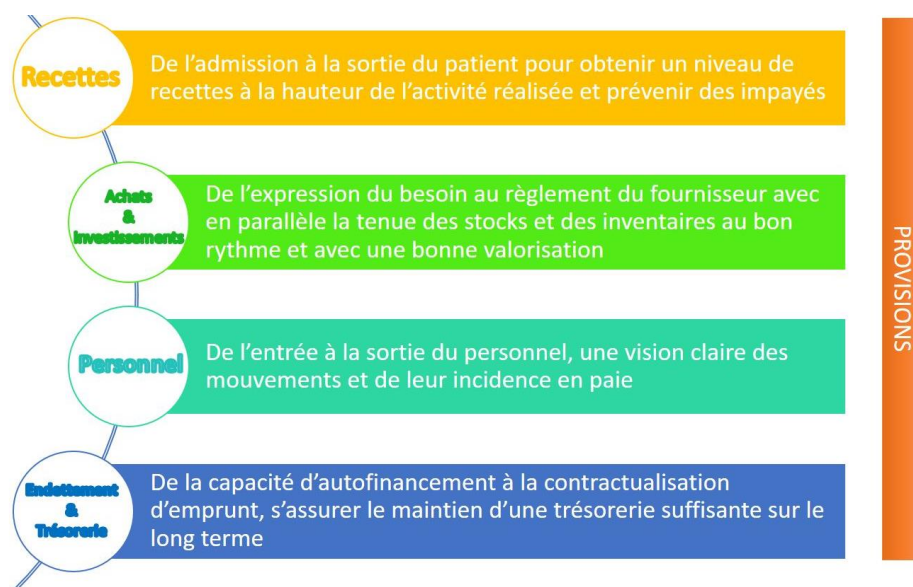 Recettes
De l’admission à la sortie du patient pour obtenir un niveau de
recettes à la hauteur de l’activité réalisée et prévenir des impayés
Achats
&
Investissements
De l’expression du besoin au règlement du fournisseur avec
en parallèle la tenue des stocks et des inventaires au bon
rythme et avec une bonne valorisation
Personnel
De l’entrée à la sortie du personnel, une vision claire des
mouvements et de leur incidence en paie
Endettement
&
Trésorerie
De la capacité d’autofinancement à la contractualisation
d’emprunt, s’assurer le maintien d’une trésorerie suffisante sur le
long terme
PROVISIONS